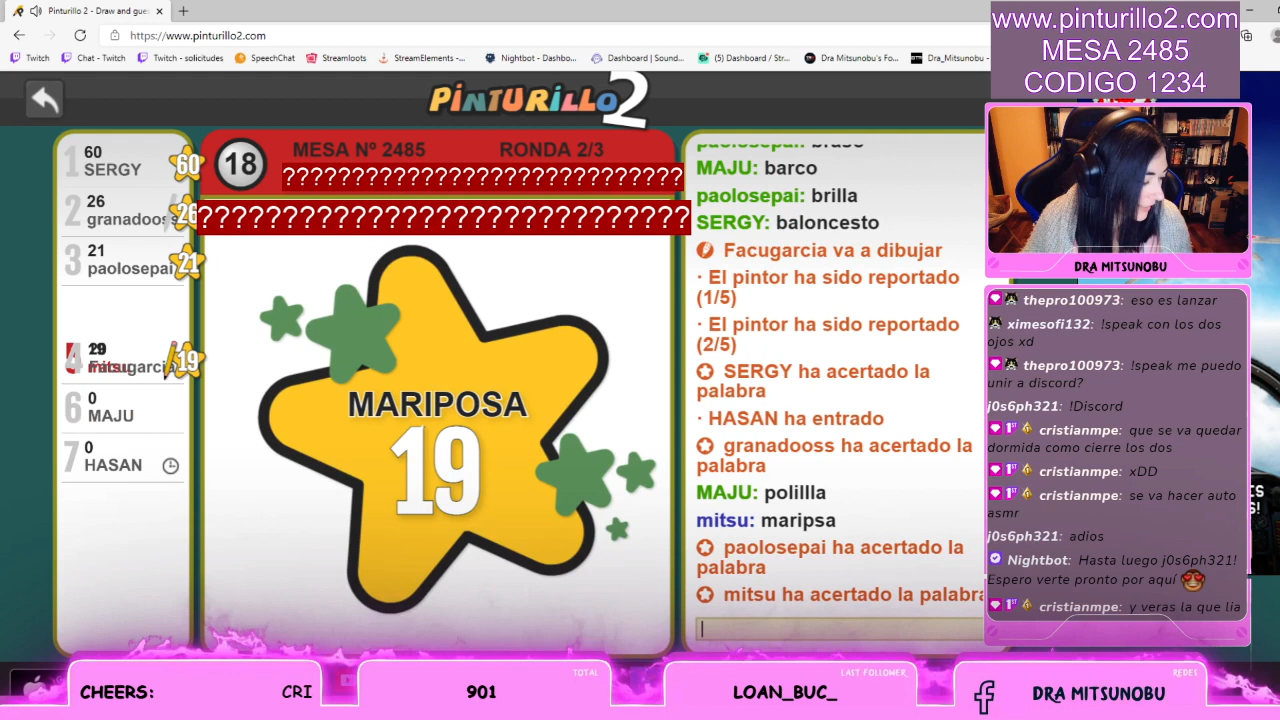 Pinturillo 2 - Draw and gues
https://www.pinturillo2.com
Twitch
Chat - Twitch
Twitch - solicitudes
SpeechChat
Streamloots
StreamElements -...
Nightbot - Dashbo...
Dashboard | Sound...
(5) Dashboard / Str...
Dra Mitsunobu's Fo...
Dra_Mitsunobu -
www.pinturillo2.com
MESA 2485
CODIGO 1234
PINTURILLO 2
1 60 SERGY 60
2 26 granadooss 26
3 21 paolosepai 21
4 Facugarcia 19
6 0 MAJU
7 0 HASAN
18 MESA Nº 2485 RONDA 2/3
?????????????????????????????
??????????????????????????????
MARIPOSA
19
MAJU: barco
paolosepai: brilla
SERGY: baloncesto
Facugarcia va a dibujar
· El pintor ha sido reportado
(1/5)
· El pintor ha sido reportado
(2/5)
SERGY ha acertado la
palabra
· HASAN ha entrado
granadooss ha acertado la
palabra
MAJU: polillla
mitsu: maripsa
paolosepai ha acertado la
palabra
mitsu ha acertado la palabra
DRA MITSUNOBU
thepro100973: eso es lanzar
ximesofi132: !speak con los dos
ojos xd
thepro100973: !speak me puedo
unir a discord?
j0s6ph321: !Discord
cristianmpe: que se va quedar
dormida como cierre los dos
cristianmpe: xDD
cristianmpe: se va hacer auto
asmr
j0s6ph321: adios
Nightbot: Hasta luego j0s6ph321!
Espero verte pronto por aquí
cristianmpe: y veras la que lia
CHEERS: CRI
TOTAL
901
LAST FOLLOWER
LOAN_BUC_
REDES
DRA MITSUNOBU